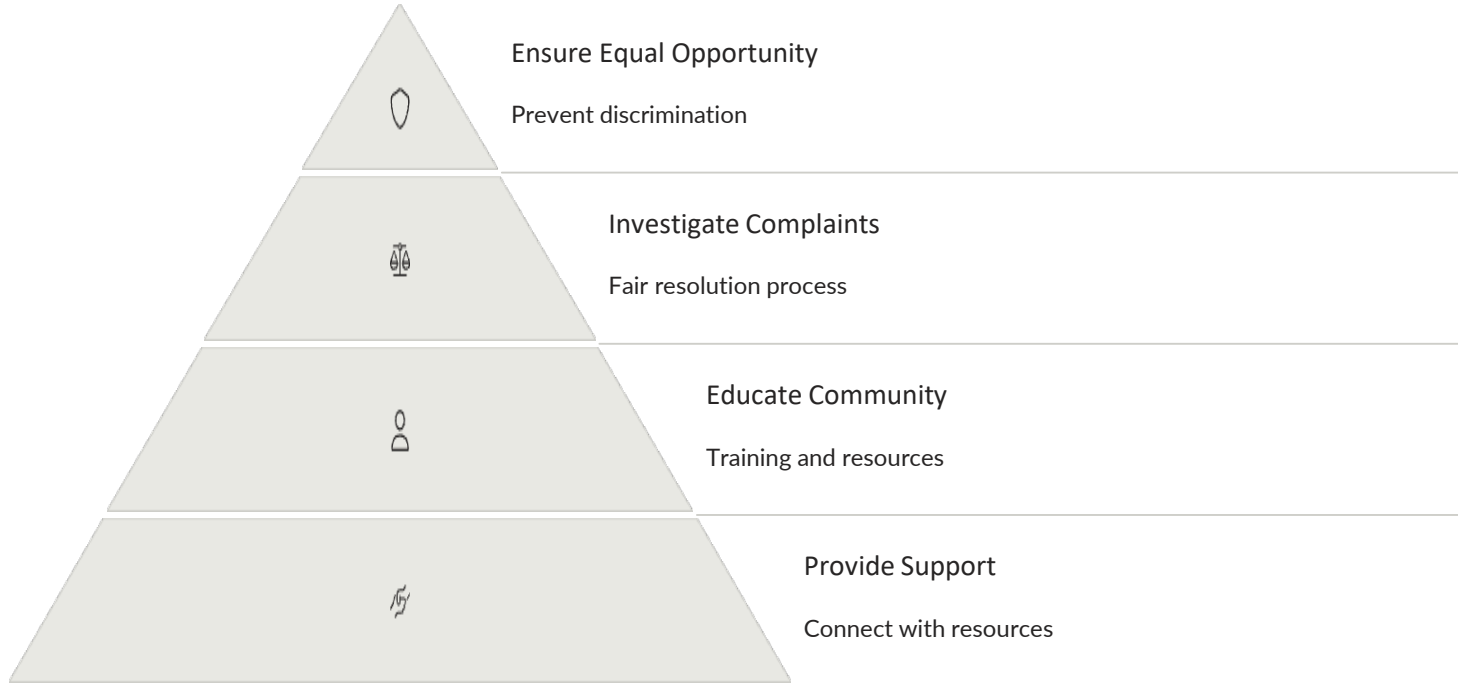 Ensure Equal Opportunity
Prevent discrimination
Investigate Complaints
Fair resolution process
Educate Community
Training and resources
Provide Support
Connect with resources